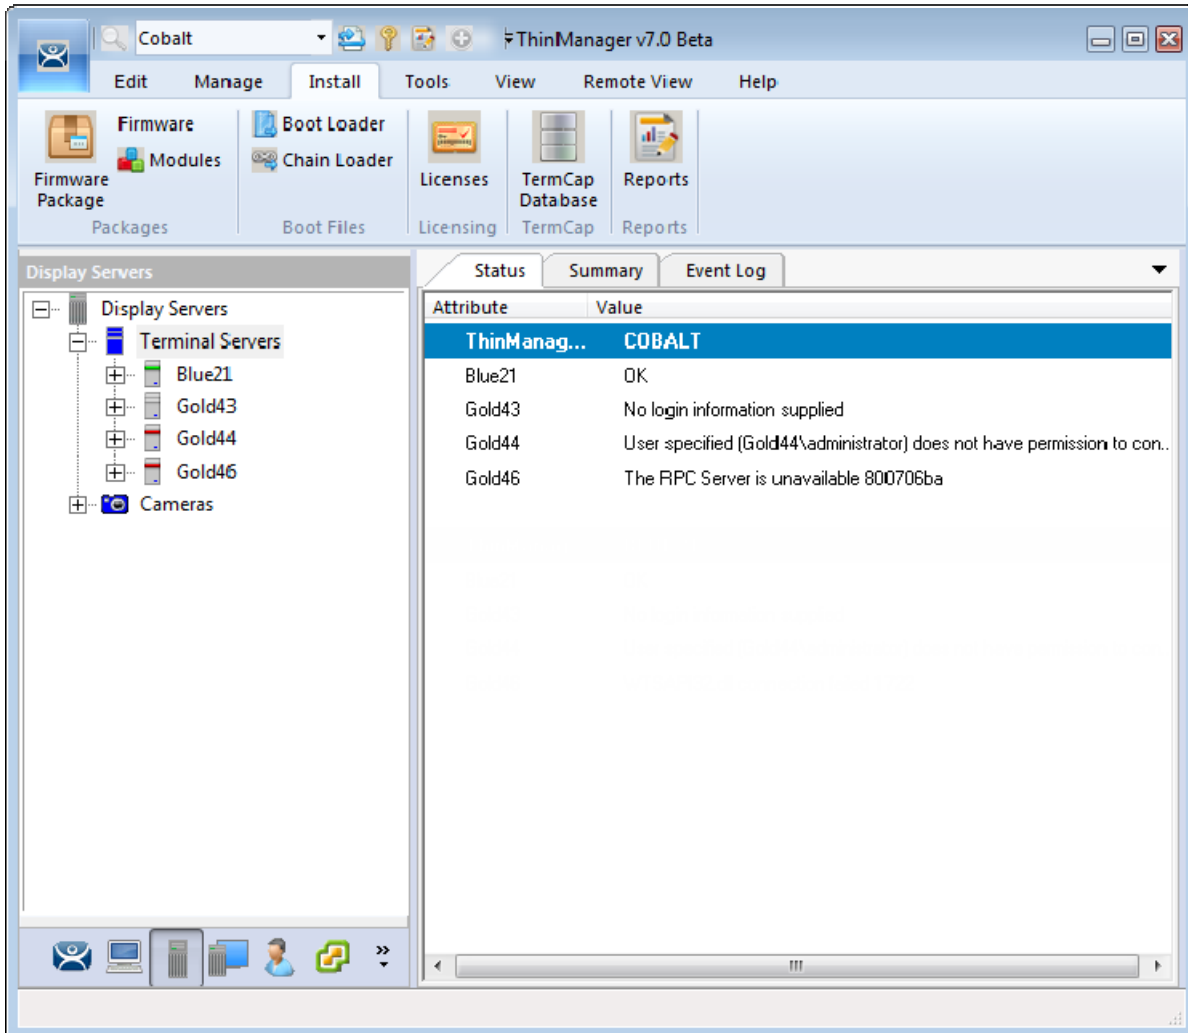 Cobalt
ThinManager v7.0 Beta
Edit Manage Install Tools View Remote View Help
Firmware
Modules
Firmware
Package
Boot Loader
Chain Loader
Licenses
TermCap
Database
Reports
Packages Boot Files Licensing TermCap Reports
Display Servers
Display Servers
Terminal Servers
Blue21
Gold43
Gold44
Gold46
Cameras
Status Summary Event Log
Attribute Value
ThinManag... COBALT
Blue21 OK
Gold43 No login information supplied
Gold44 User specified (Gold44\administrator) does not have permission to con..
Gold46 The RPC Server is unavailable 800706ba